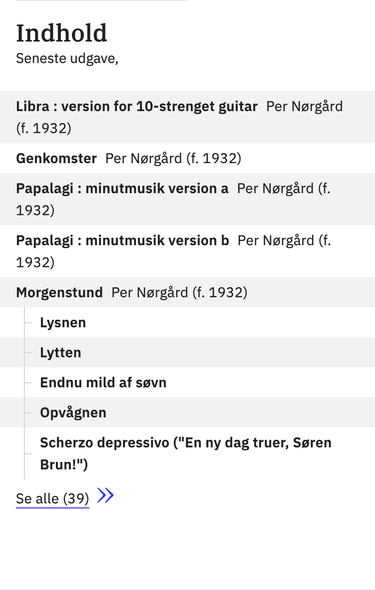 Indhold
Seneste udgave,
Libra : version for 10-strenget guitar Per Nørgård
(f. 1932)
Genkomster Per Nørgård (f. 1932)
Papalagi : minutmusik version a Per Nørgård (f.
1932)
Papalagi : minutmusik version b Per Nørgård (f.
1932)
Morgenstund Per Nørgård (f. 1932)
Lysnen
Lytten
Endnu mild af søvn
Opvågnen
Scherzo depressivo ("En ny dag truer, Søren
Brun!")
Se alle (39)